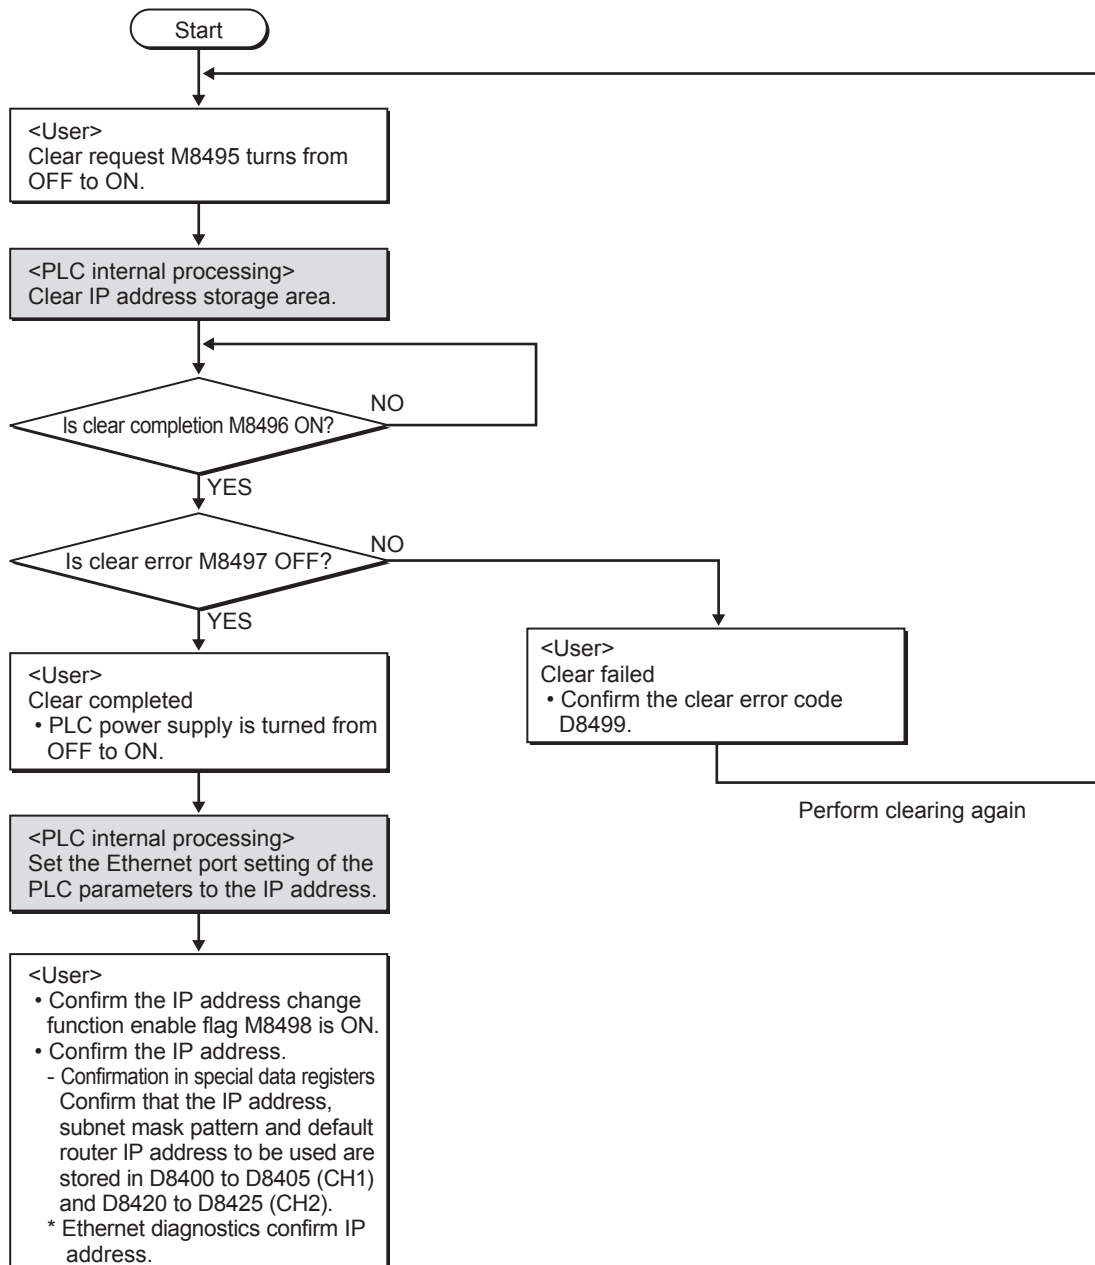 Start
<User>
Clear request M8495 turns from
OFF to ON.
<PLC internal processing>
Clear IP address storage area.
Is clear completion M8496 ON?
NO
YES
Is clear error M8497 OFF?
NO
YES
<User>
Clear completed
• PLC power supply is turned from
OFF to ON.
<User>
Clear failed
• Confirm the clear error code
D8499.
Perform clearing again
<PLC internal processing>
Set the Ethernet port setting of the
PLC parameters to the IP address.
<User>
• Confirm the IP address change
function enable flag M8498 is ON.
• Confirm the IP address.
- Confirmation in special data registers
Confirm that the IP address,
subnet mask pattern and default
router IP address to be used are
stored in D8400 to D8405 (CH1)
and D8420 to D8425 (CH2).
* Ethernet diagnostics confirm IP
address.